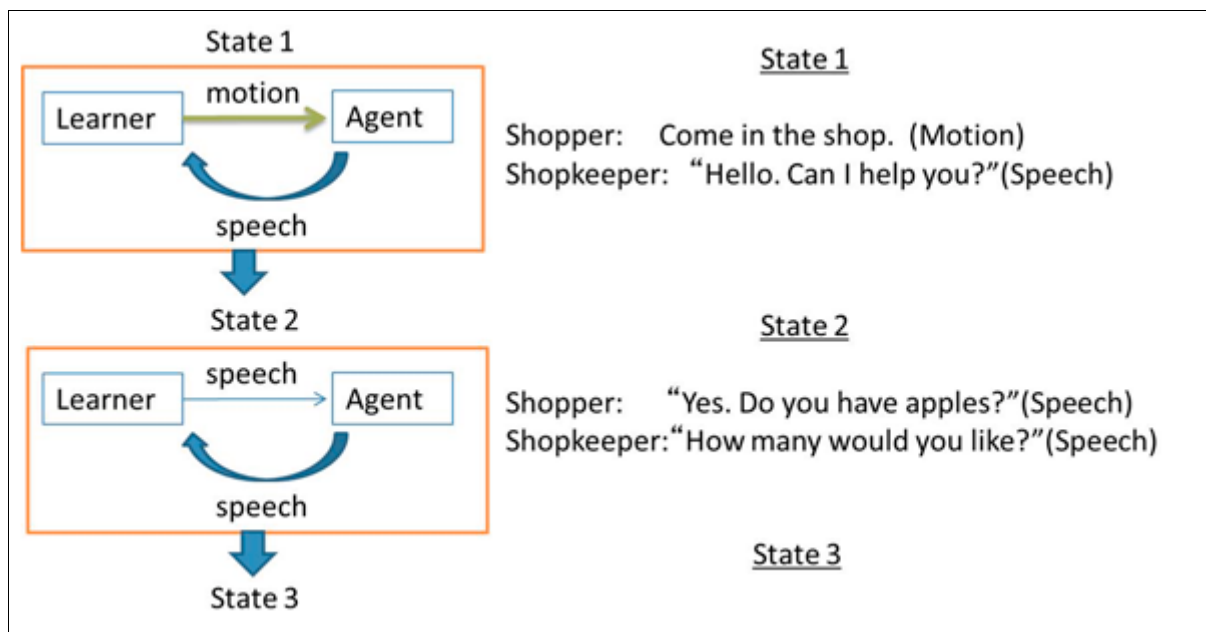 State 1
motion
Learner
Agent
speech
State 2
speech
Learner
Agent
speech
State 3
State 1
Shopper: Come in the shop. (Motion)
Shopkeeper: “Hello. Can I help you?”(Speech)
State 2
Shopper: “Yes. Do you have apples?”(Speech)
Shopkeeper:“How many would you like?”(Speech)
State 3